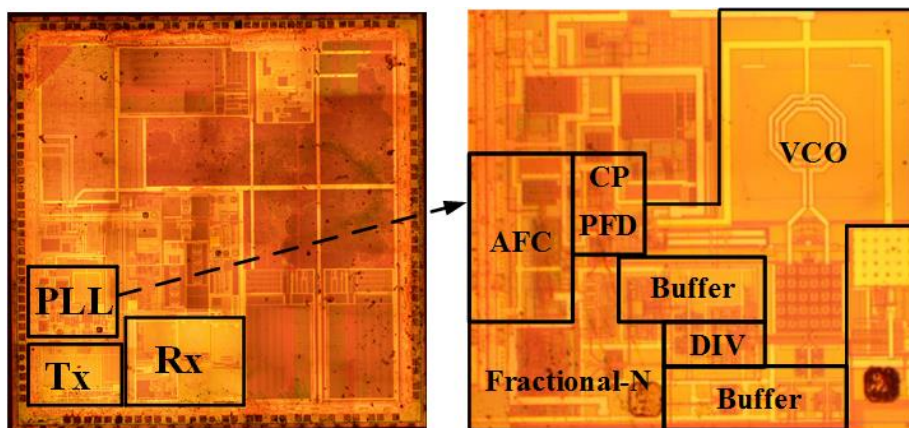 PLL
Tx
Rx
VCO
CP
PFD
AFC
Buffer
DIV
Fractional-N
Buffer